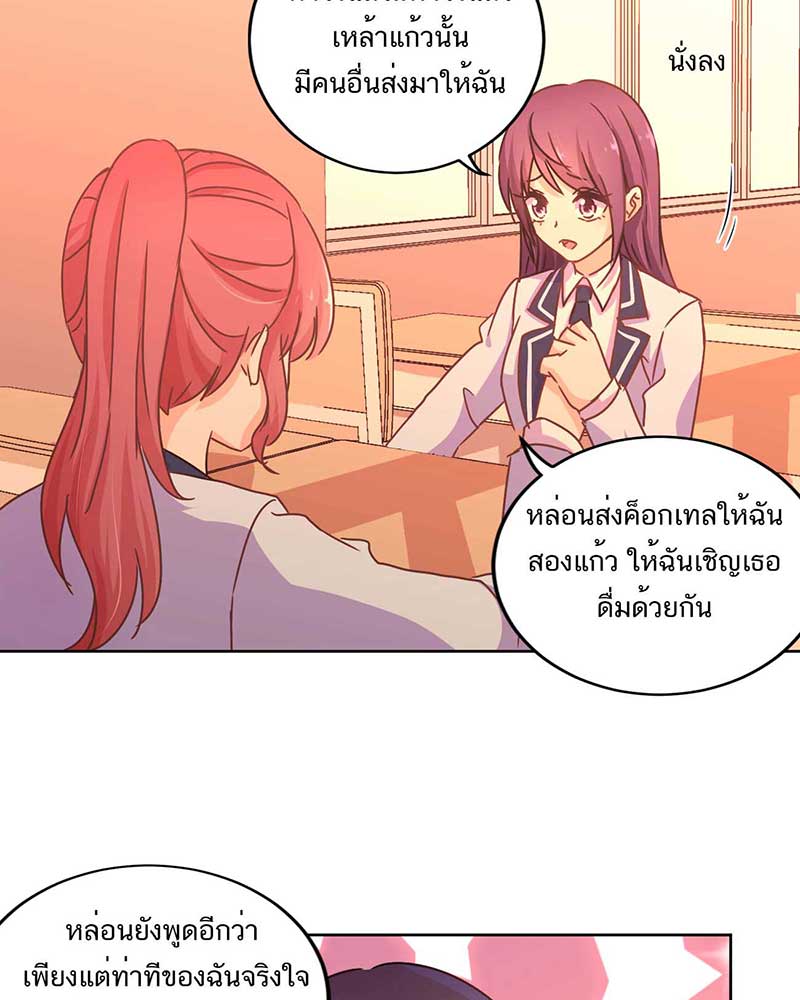 เหล้าแก้วนั้น
มีคนอื่นส่งมาให้ฉัน
นั่งลง
หล่อนส่งค็อกเทลให้ฉัน
สองแก้ว ให้ฉันเชิญเธอ
ดื่มด้วยกัน
หล่อนยังพูดอีกว่า
เพียงแต่ท่าทีของฉันจริงใจ